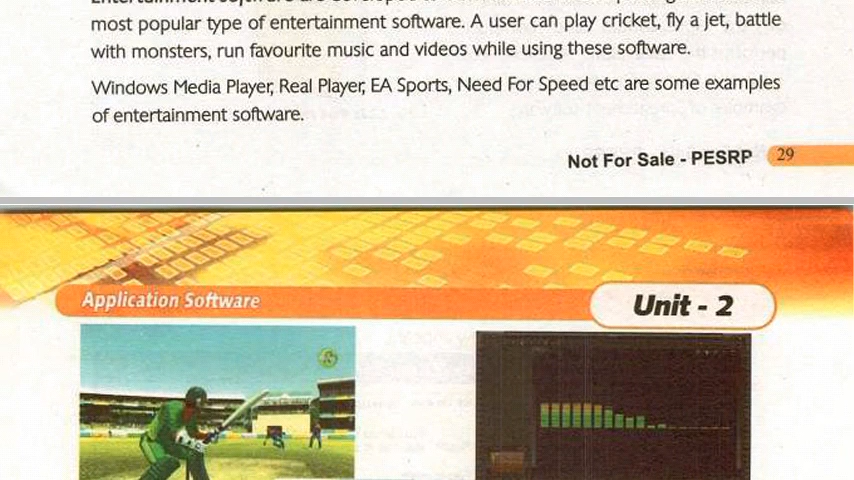 most popular type of entertainment software. A user can play cricket, fly a jet, battle
with monsters, run favourite music and videos while using these software.
Windows Media Player, Real Player, EA Sports, Need For Speed etc are some examples
of entertainment software.
Not For Sale - PESRP 29
Application Software
Unit - 2